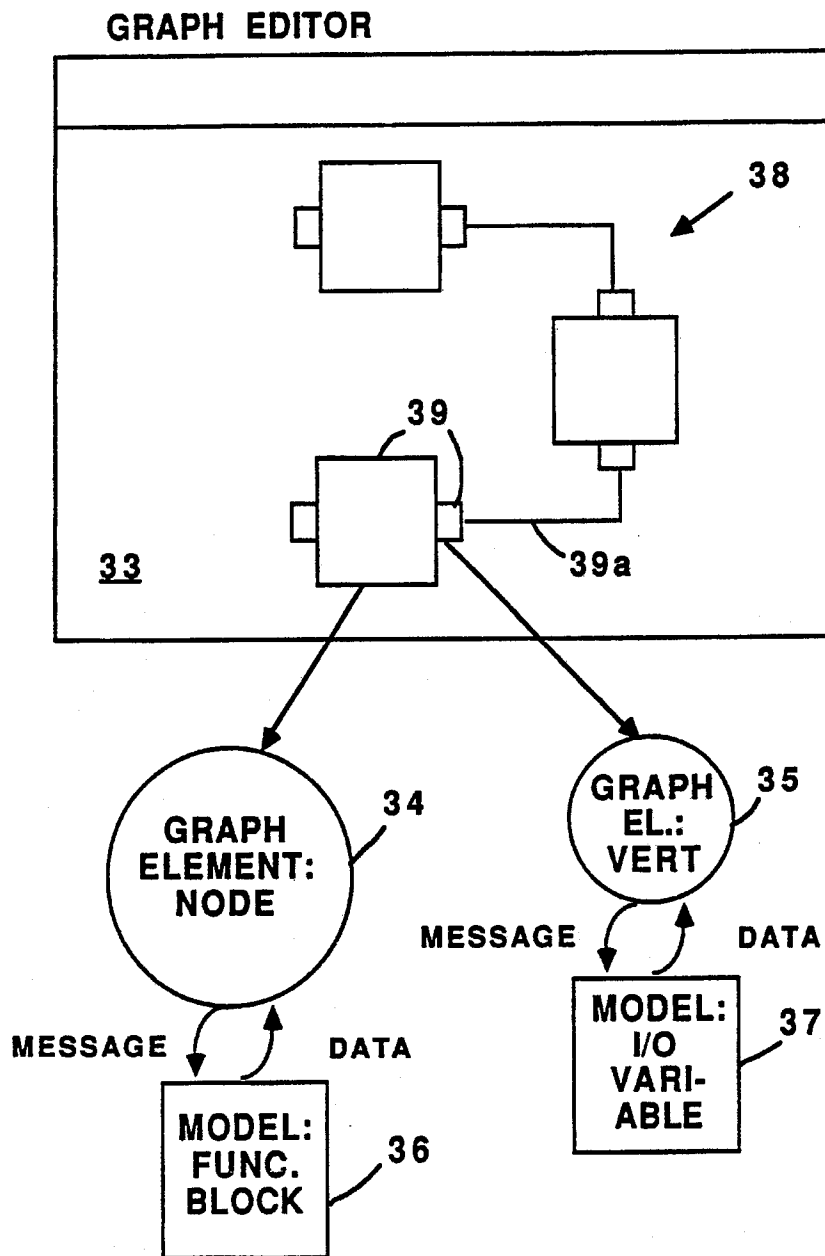 GRAPH EDITOR
38
39
39a
33
34
GRAPH
ELEMENT:
NODE
35
GRAPH
EL.:
VERT
MESSAGE
DATA
MESSAGE
DATA
36
MODEL:
FUNC.
BLOCK
37
MODEL:
I/O
VARI-
ABLE